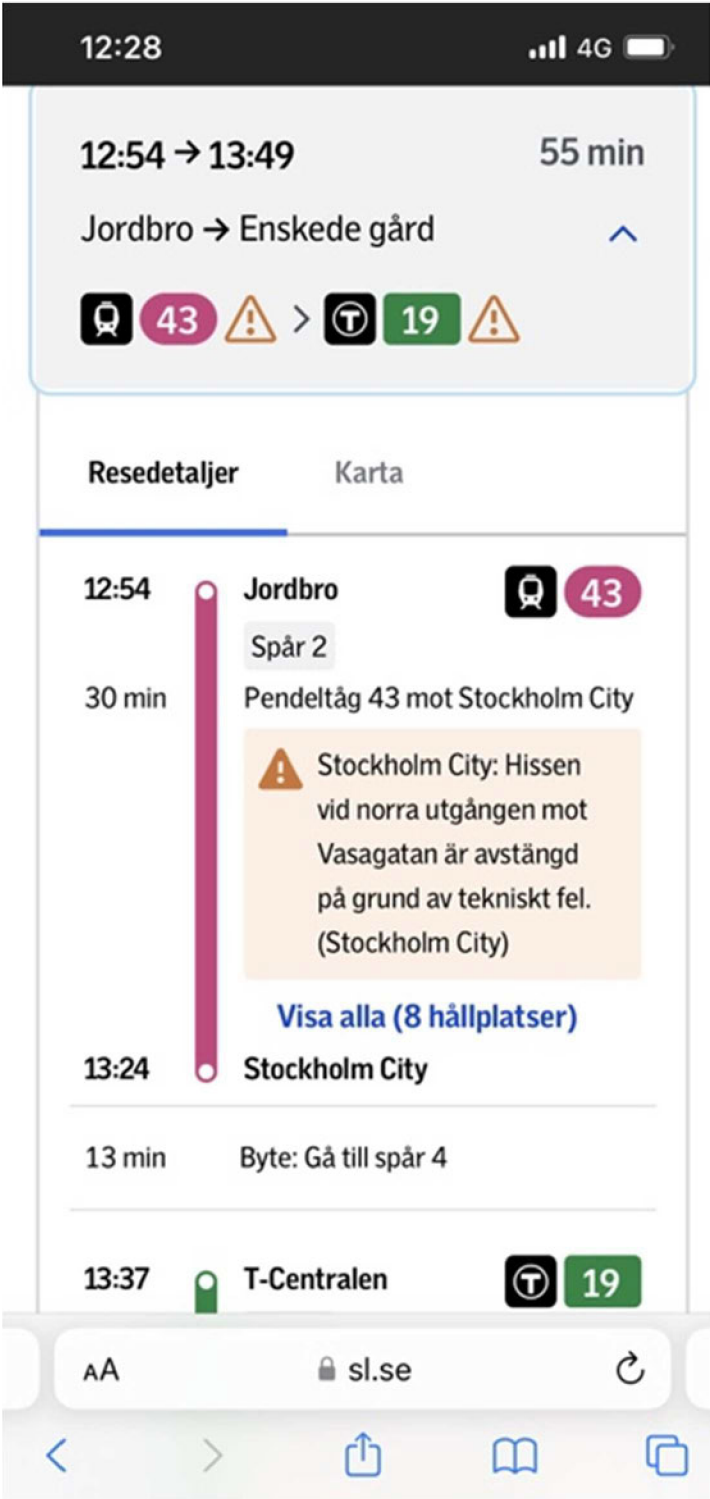 12:28 4G
12:54 → 13:49 55 min
Jordbro → Enskede gård
43 > T 19
Resedetaljer Karta
12:54 Jordbro 43
Spår 2
30 min Pendeltåg 43 mot Stockholm City
Stockholm City: Hissen
vid norra utgången mot
Vasagatan är avstängd
på grund av tekniskt fel.
(Stockholm City)
Visa alla (8 hållplatser)
13:24 Stockholm City
13 min Byte: Gå till spår 4
13:37 T-Centralen T 19
AA sl.se